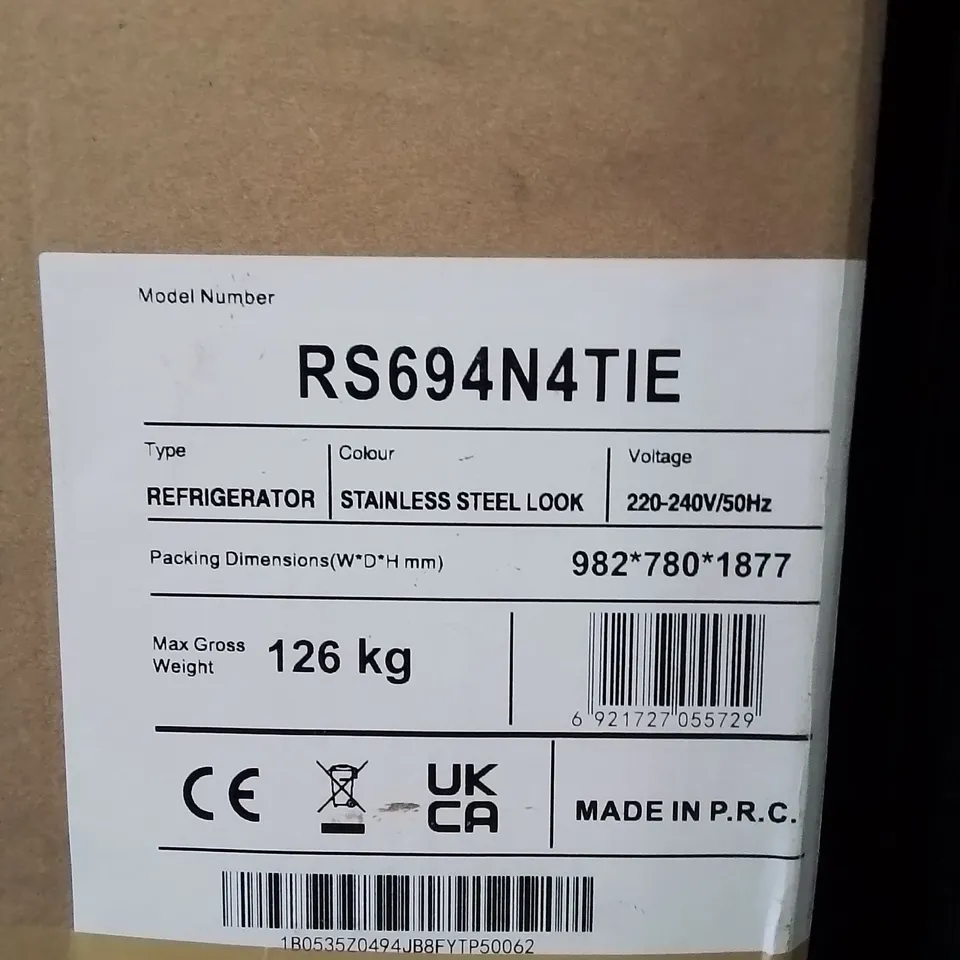 Model Number
RS694N4TIE
Type Colour Voltage
REFRIGERATOR STAINLESS STEEL LOOK 220-240V/50Hz
Packing Dimensions(W*D*H mm) 982*780*1877
Max Gross
Weight 126 kg
6 921727 055729
CE UK
CA
MADE IN P.R.C.
1B0535Z0494JB8FYTP50062